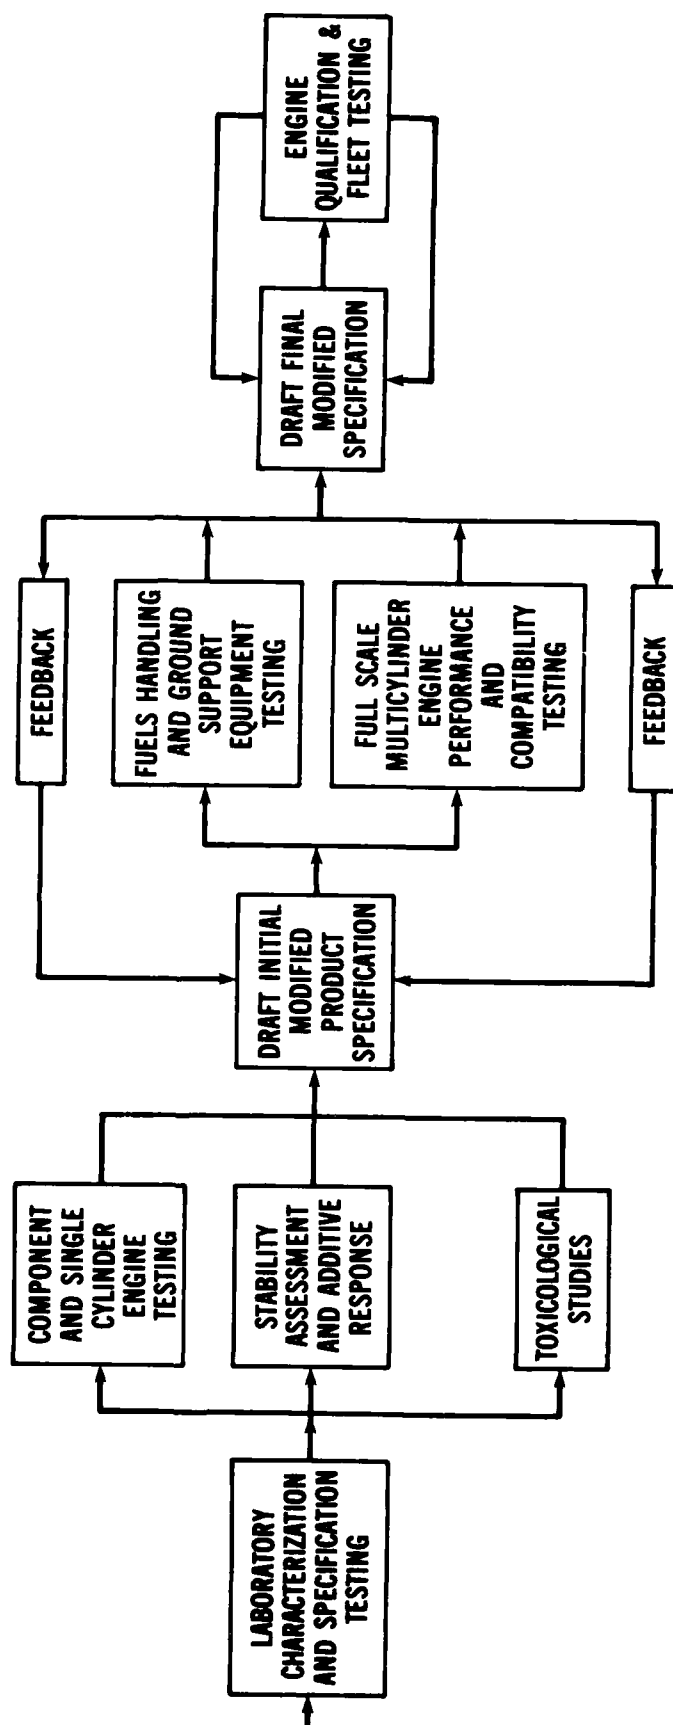 LABORATORY
CHARACTERIZATION
AND SPECIFICATION
TESTING
COMPONENT
AND SINGLE
CYLINDER
ENGINE
TESTING
STABILITY
ASSESSMENT
AND ADDITIVE
RESPONSE
TOXICOLOGICAL
STUDIES
DRAFT INITIAL
MODIFIED
PRODUCT
SPECIFICATION
FEEDBACK
FUELS HANDLING
AND GROUND
SUPPORT
EQUIPMENT
TESTING
FULL SCALE
MULTICYLINDER
ENGINE
PERFORMANCE
AND
COMPATIBILITY
TESTING
FEEDBACK
DRAFT FINAL
MODIFIED
SPECIFICATION
ENGINE
QUALIFICATION &
FLEET TESTING